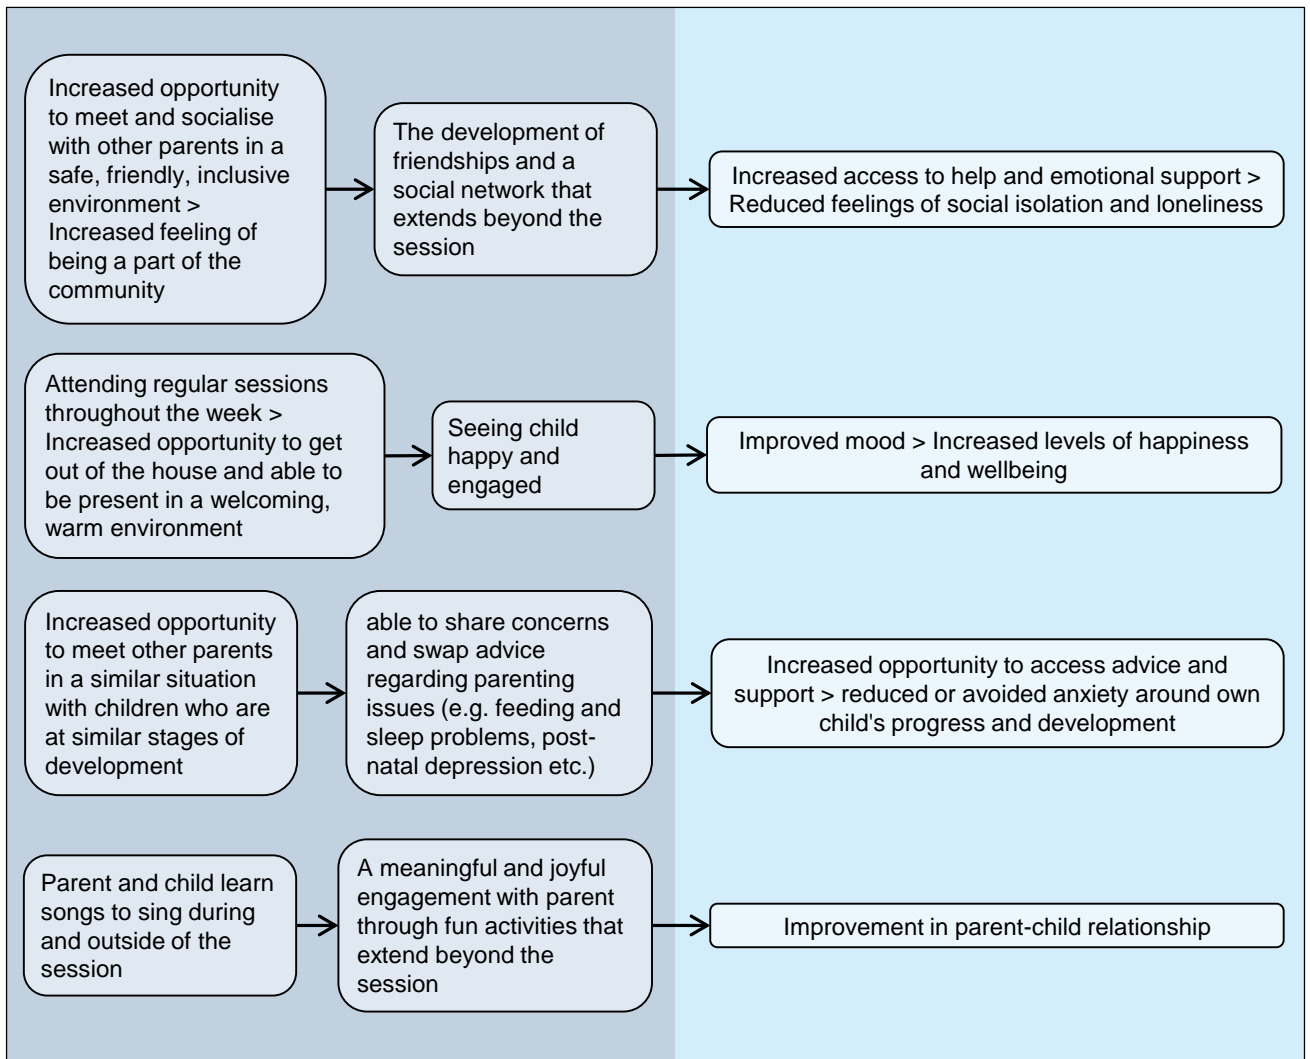 Increased opportunity
to meet and socialise
with other parents in a
safe, friendly, inclusive
environment >
Increased feeling of
being a part of the
community
The development of
friendships and a
social network that
extends beyond the
session
Increased access to help and emotional support >
Reduced feelings of social isolation and loneliness
Attending regular sessions
throughout the week >
Increased opportunity to get
out of the house and able to
be present in a welcoming,
warm environment
Seeing child
happy and
engaged
Improved mood > Increased levels of happiness
and wellbeing
Increased opportunity
to meet other parents
in a similar situation
with children who are
at similar stages of
development
able to share concerns
and swap advice
regarding parenting
issues (e.g. feeding and
sleep problems, post-
natal depression etc.)
Increased opportunity to access advice and
support > reduced or avoided anxiety around own
child's progress and development
Parent and child learn
songs to sing during
and outside of the
session
A meaningful and joyful
engagement with parent
through fun activities that
extend beyond the
session
Improvement in parent-child relationship